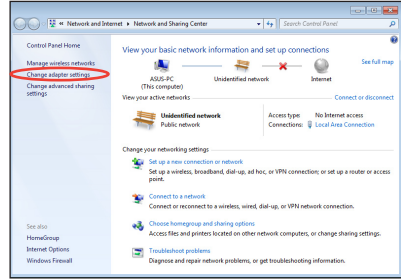 Network and Internet ▸ Network and Sharing Center
Search Control Panel
Control Panel Home
Manage wireless networks
Change adapter settings
Change advanced sharing
settings
See also
HomeGroup
Internet Options
Windows Firewall
View your basic network information and set up connections
See full map
ASUS-PC
(This computer)
Unidentified network
Internet
View your active networks
Connect or disconnect
Unidentified network
Public network
Access type: No Internet access
Connections: Local Area Connection
Change your networking settings
Set up a new connection or network
Set up a wireless, broadband, dial-up, ad hoc, or VPN connection; or set up a router or access
point.
Connect to a network
Connect or reconnect to a wireless, wired, dial-up, or VPN network connection.
Choose homegroup and sharing options
Access files and printers located on other network computers, or change sharing settings.
Troubleshoot problems
Diagnose and repair network problems, or get troubleshooting information.